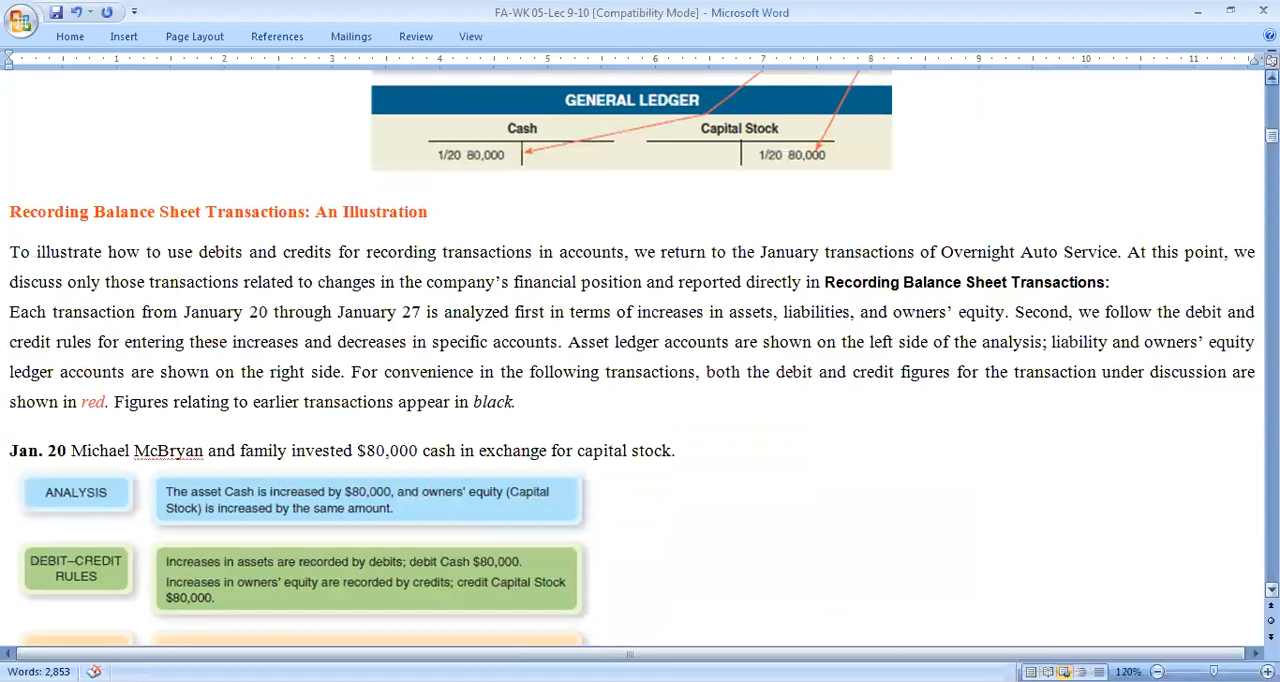 FA-WK 05-Lec 9-10 [Compatibility Mode] - Microsoft Word
Home Insert Page Layout References Mailings Review View
1 2 3 4 5 6 7 8 9 10 11
GENERAL LEDGER
Cash Capital Stock
1/20 80,000 1/20 80,000
Recording Balance Sheet Transactions: An Illustration
To illustrate how to use debits and credits for recording transactions in accounts, we return to the January transactions of Overnight Auto Service. At this point, we
discuss only those transactions related to changes in the company’s financial position and reported directly in Recording Balance Sheet Transactions:
Each transaction from January 20 through January 27 is analyzed first in terms of increases in assets, liabilities, and owners’ equity. Second, we follow the debit and
credit rules for entering these increases and decreases in specific accounts. Asset ledger accounts are shown on the left side of the analysis; liability and owners’ equity
ledger accounts are shown on the right side. For convenience in the following transactions, both the debit and credit figures for the transaction under discussion are
shown in red. Figures relating to earlier transactions appear in black.
Jan. 20 Michael McBryan and family invested $80,000 cash in exchange for capital stock.
ANALYSIS
The asset Cash is increased by $80,000, and owners’ equity (Capital
Stock) is increased by the same amount.
DEBIT–CREDIT
RULES
Increases in assets are recorded by debits; debit Cash $80,000.
Increases in owners’ equity are recorded by credits; credit Capital Stock
$80,000.
Words: 2,853
120%